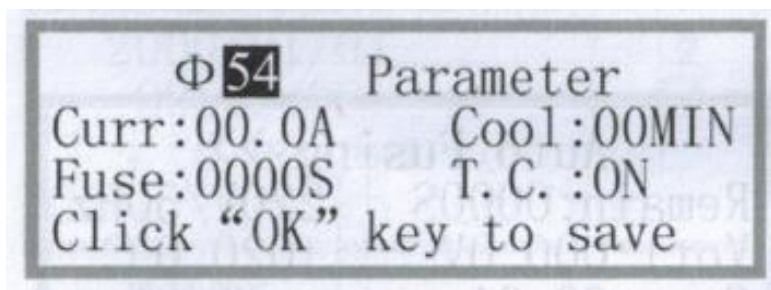 Φ54 Parameter
Curr:00.0A Cool:00MIN
Fuse:0000S T.C.:ON
Click “OK” key to save